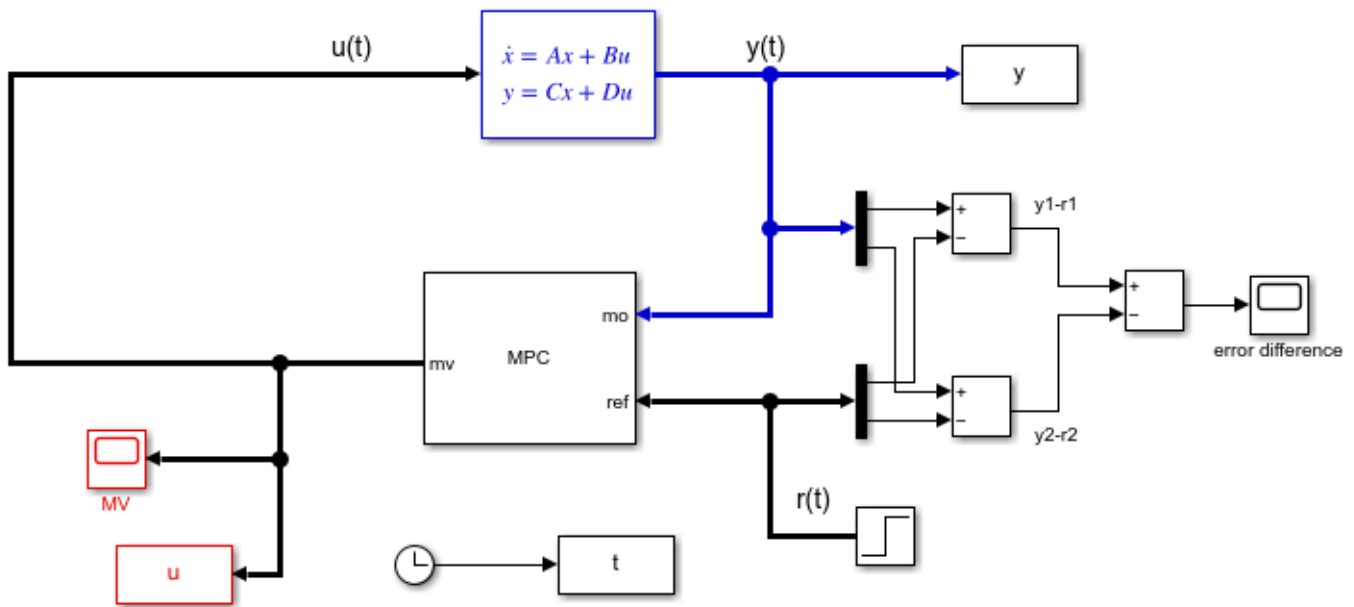 u(t)
ẋ = Ax + Bu
y = Cx + Du
y(t)
y
+
−
y1-r1
mo
mv
MPC
ref
+
−
error difference
+
−
y2-r2
MV
r(t)
u
t